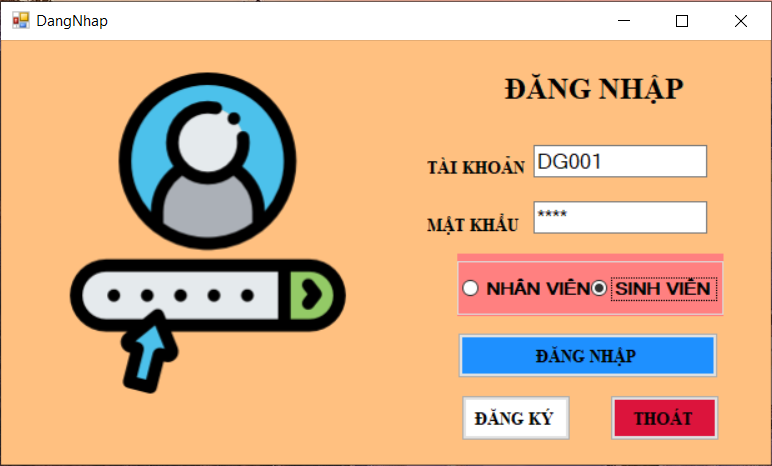 DangNhap
ĐĂNG NHẬP
TÀI KHOẢN DG001
MẬT KHẨU ****
NHÂN VIÊN SINH VIÊN
ĐĂNG NHẬP
ĐĂNG KÝ THOÁT